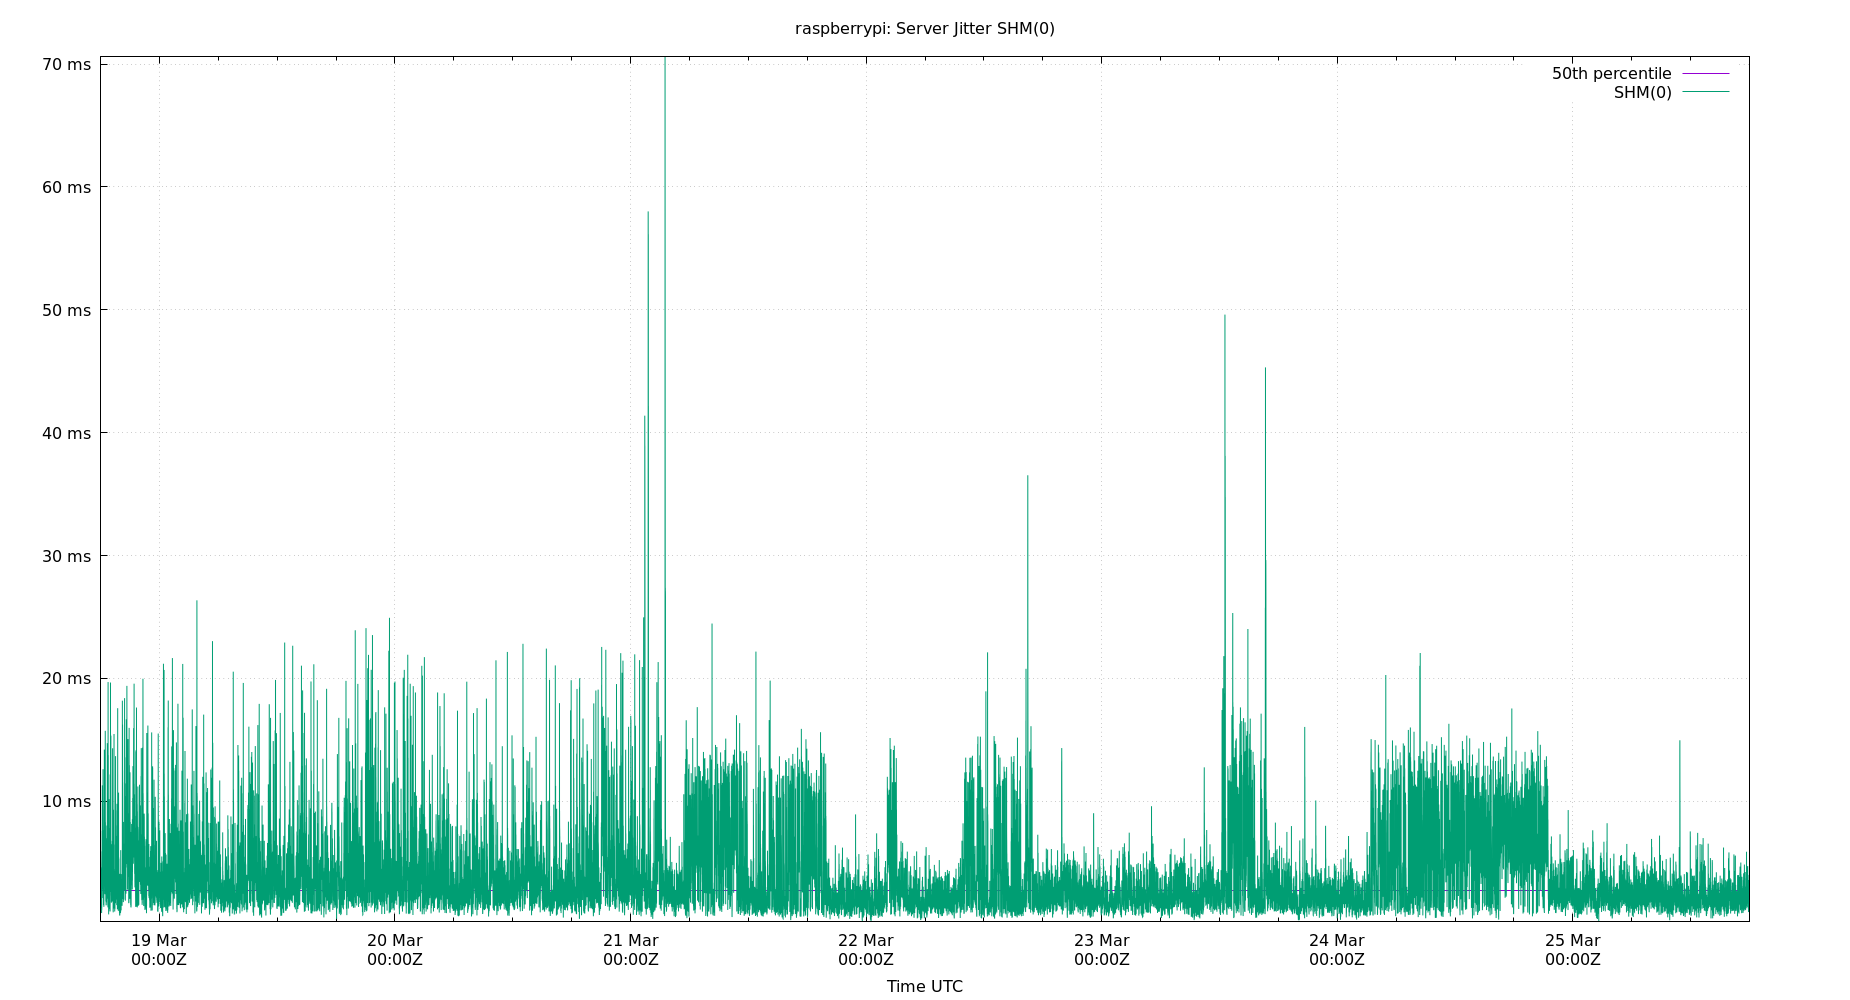 raspberrypi: Server Jitter SHM(0)
70 ms
60 ms
50 ms
40 ms
30 ms
20 ms
10 ms
50th percentile
SHM(0)
19 Mar
00:00Z
20 Mar
00:00Z
21 Mar
00:00Z
22 Mar
00:00Z
23 Mar
00:00Z
24 Mar
00:00Z
25 Mar
00:00Z
Time UTC